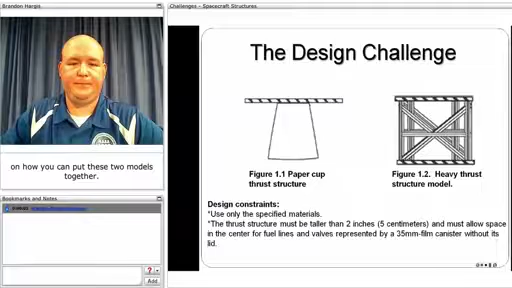 Brandon Hargis
Challenges - Spacecraft Structures
The Design Challenge
Figure 1.1 Paper cup
thrust structure
Figure 1.2. Heavy thrust
structure model.
Design constraints:
*Use only the specified materials.
*The thrust structure must be taller than 2 inches (5 centimeters) and must allow space
in the center for fuel lines and valves represented by a 35mm-film canister without its
lid.
on how you can put these two models
together.
Bookmarks and Notes
Add